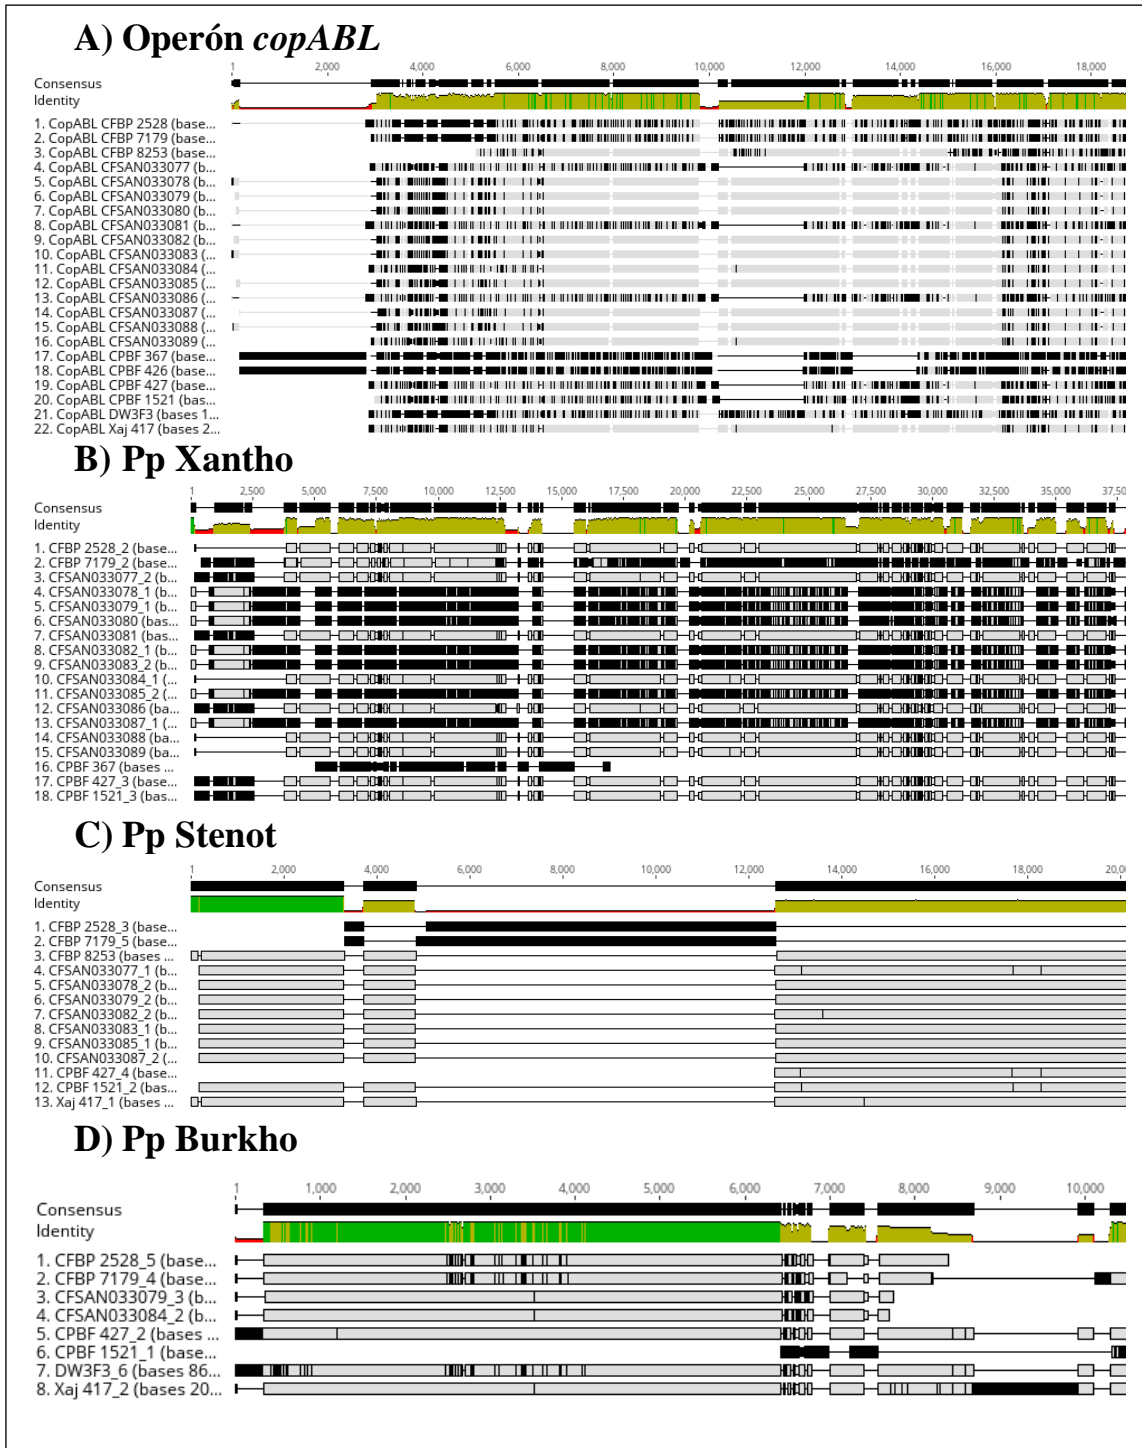 A) Operón copABL
1 2,000 4,000 6,000 8,000 10,000 12,000 14,000 16,000 18,000
Consensus
Identity
1. CopABL CFBP 2528 (base...
2. CopABL CFBP 7179 (base...
3. CopABL CFBP 8253 (base...
4. CopABL CFSAN033077 (b...
5. CopABL CFSAN033078 (b...
6. CopABL CFSAN033079 (b...
7. CopABL CFSAN033080 (b...
8. CopABL CFSAN033081 (b...
9. CopABL CFSAN033082 (b...
10. CopABL CFSAN033083 (...
11. CopABL CFSAN033084 (...
12. CopABL CFSAN033085 (...
13. CopABL CFSAN033086 (...
14. CopABL CFSAN033087 (...
15. CopABL CFSAN033088 (...
16. CopABL CFSAN033089 (...
17. CopABL CPBF 367 (base...
18. CopABL CPBF 426 (base...
19. CopABL CPBF 427 (base...
20. CopABL CPBF 1521 (bas...
21. CopABL DW3F3 (bases 1...
22. CopABL Xaj 417 (bases 2...
B) Pp Xantho
1 2,500 5,000 7,500 10,000 12,500 15,000 17,500 20,000 22,500 25,000 27,500 30,000 32,500 35,000 37,50
Consensus
Identity
1. CFBP 2528_2 (base...
2. CFBP 7179_2 (base...
3. CFSAN033077_2 (b...
4. CFSAN033078_1 (b...
5. CFSAN033079_1 (b...
6. CFSAN033080 (bas...
7. CFSAN033081 (bas...
8. CFSAN033082_1 (b...
9. CFSAN033083_2 (b...
10. CFSAN033084_1 (...
11. CFSAN033085_2 (...
12. CFSAN033086 (ba...
13. CFSAN033087_1 (...
14. CFSAN033088 (ba...
15. CFSAN033089 (ba...
16. CPBF 367 (bases ...
17. CPBF 427_3 (base...
18. CPBF 1521_3 (bas...
C) Pp Stenot
1 2,000 4,000 6,000 8,000 10,000 12,000 14,000 16,000 18,000 20,00
Consensus
Identity
1. CFBP 2528_3 (base...
2. CFBP 7179_5 (base...
3. CFBP 8253 (bases ...
4. CFSAN033077_1 (b...
5. CFSAN033078_2 (b...
6. CFSAN033079_2 (b...
7. CFSAN033082_2 (b...
8. CFSAN033083_1 (b...
9. CFSAN033085_1 (b...
10. CFSAN033087_2 (...
11. CPBF 427_4 (base...
12. CPBF 1521_2 (bas...
13. Xaj 417_1 (bases ...
D) Pp Burkho
1 1,000 2,000 3,000 4,000 5,000 6,000 7,000 8,000 9,000 10,000
Consensus
Identity
1. CFBP 2528_5 (base...
2. CFBP 7179_4 (base...
3. CFSAN033079_3 (b...
4. CFSAN033084_2 (b...
5. CPBF 427_2 (bases ...
6. CPBF 1521_1 (base...
7. DW3F3_6 (bases 86...
8. Xaj 417_2 (bases 20...